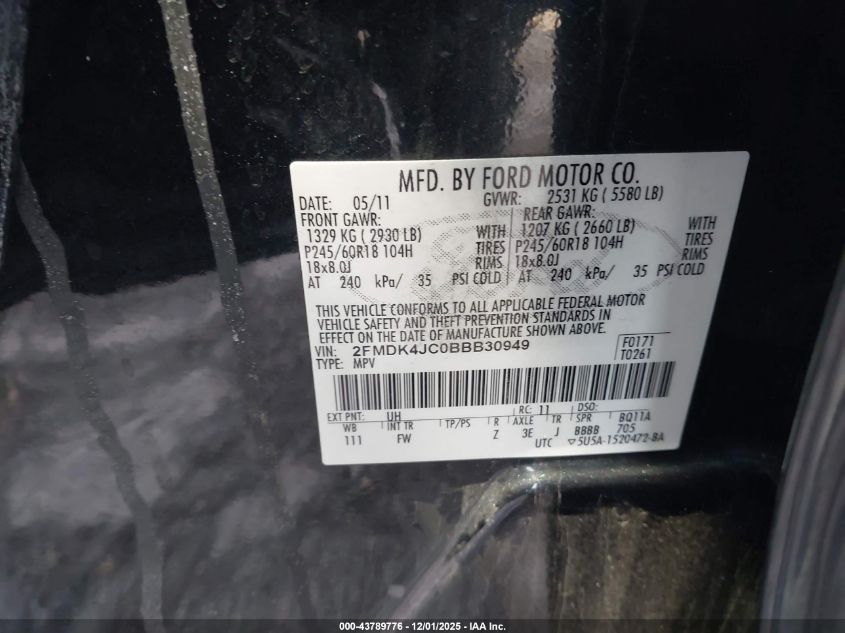 MFD. BY FORD MOTOR CO.
DATE: 05/11 GVWR: 2531 KG ( 5580 LB)
FRONT GAWR: REAR GAWR:
1329 KG ( 2930 LB) WITH 1207 KG ( 2660 LB) WITH
P245/60R18 104H TIRES P245/60R18 104H TIRES
18x8.0J RIMS 18x8.0J RIMS
AT 240 kPa/ 35 PSI COLD AT 240 kPa/ 35 PSI COLD
THIS VEHICLE CONFORMS TO ALL APPLICABLE FEDERAL MOTOR
VEHICLE SAFETY AND THEFT PREVENTION STANDARDS IN
EFFECT ON THE DATE OF MANUFACTURE SHOWN ABOVE.
VIN: 2FMDK4JC0BBB30949 F0171
TYPE: MPV T0261
EXT PNT: UH RC: 11 DSO:
WB INT TR TP/PS R AXLE TR SPR BQ11A
111 FW Z 3E J BBBB 705
UTC ▽5U5A-1520472-BA
000-43789776 • 12/01/2025 • IAA Inc.